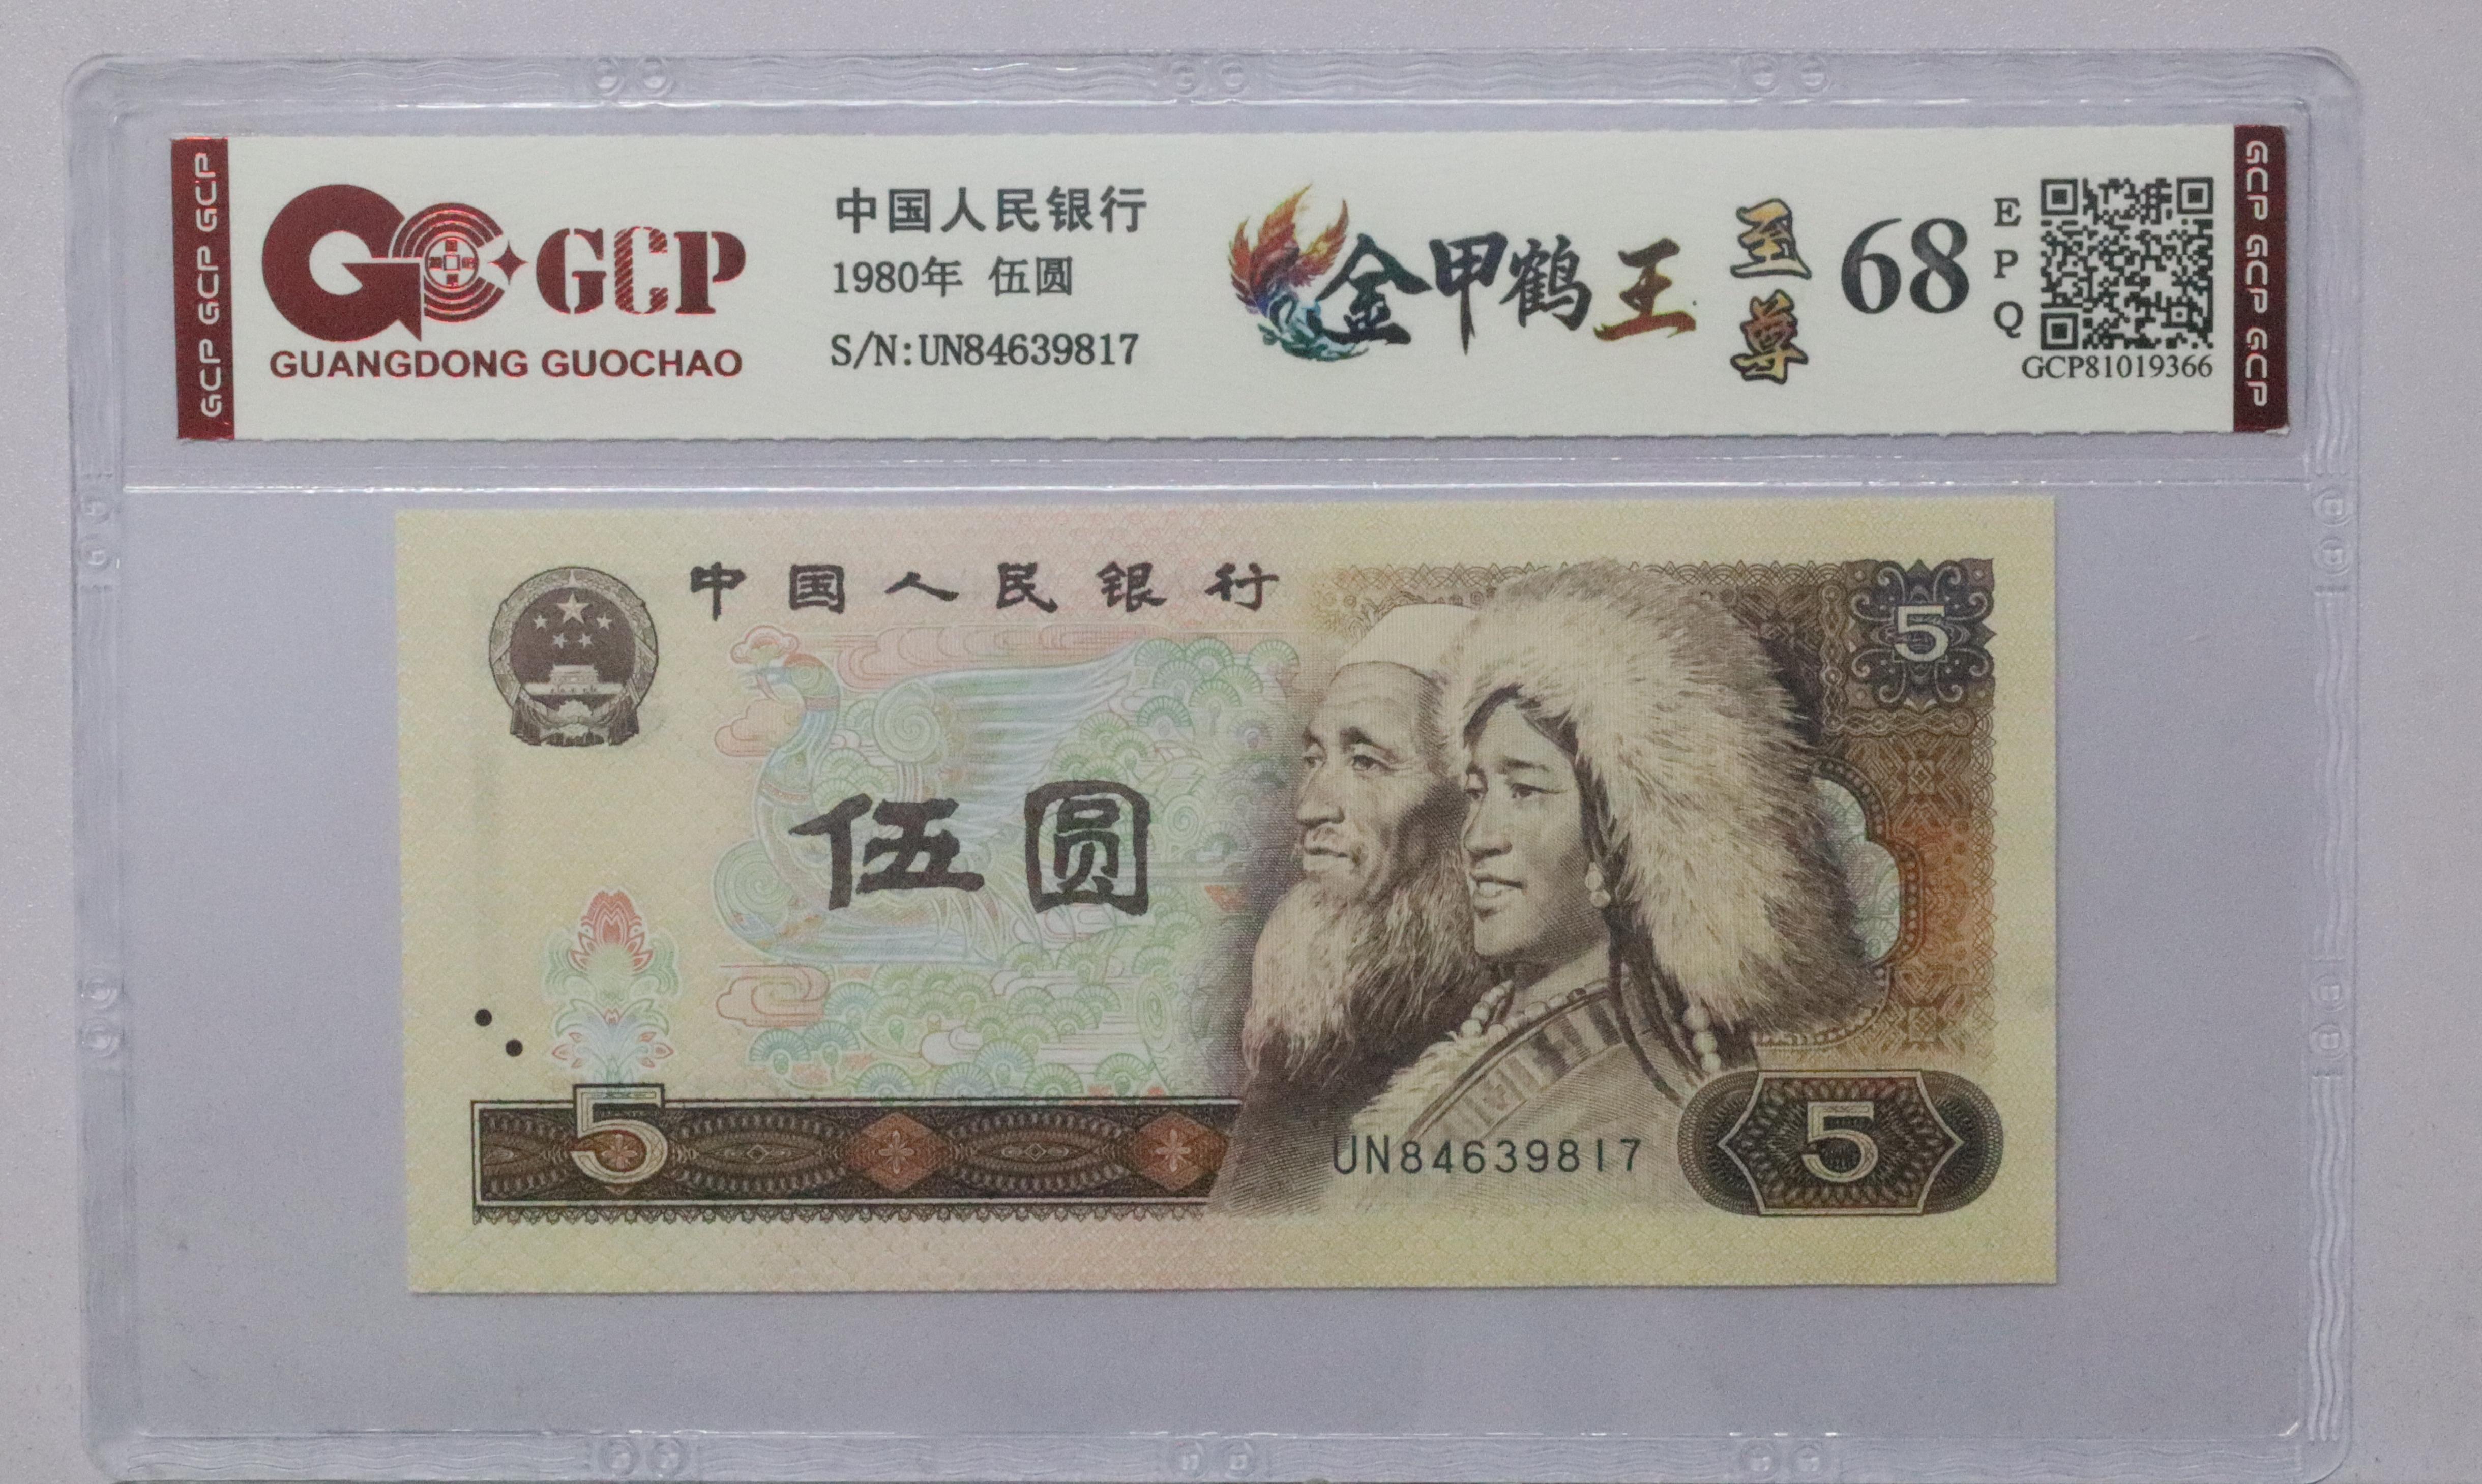 GCP GCP GCP
GCP
GUANGDONG GUOCHAO
中国人民银行
1980年 伍圆
S/N:UN84639817
金甲鹤王
至尊
68
EPQ
GCP81019366
GCP GCP GCP
中国人民银行
5
伍圆
5
UN84639817
5